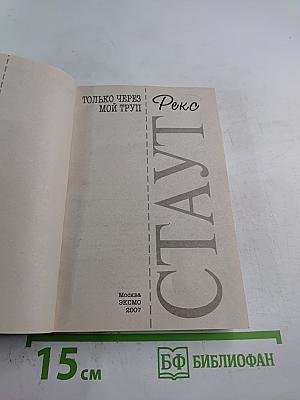 ТОЛЬКО ЧЕРЕЗ
МОЙ ТРУП
Рекс
СТАУТ
Москва
ЭКСМО
2007
15 см
БФ БИБЛИОФАН